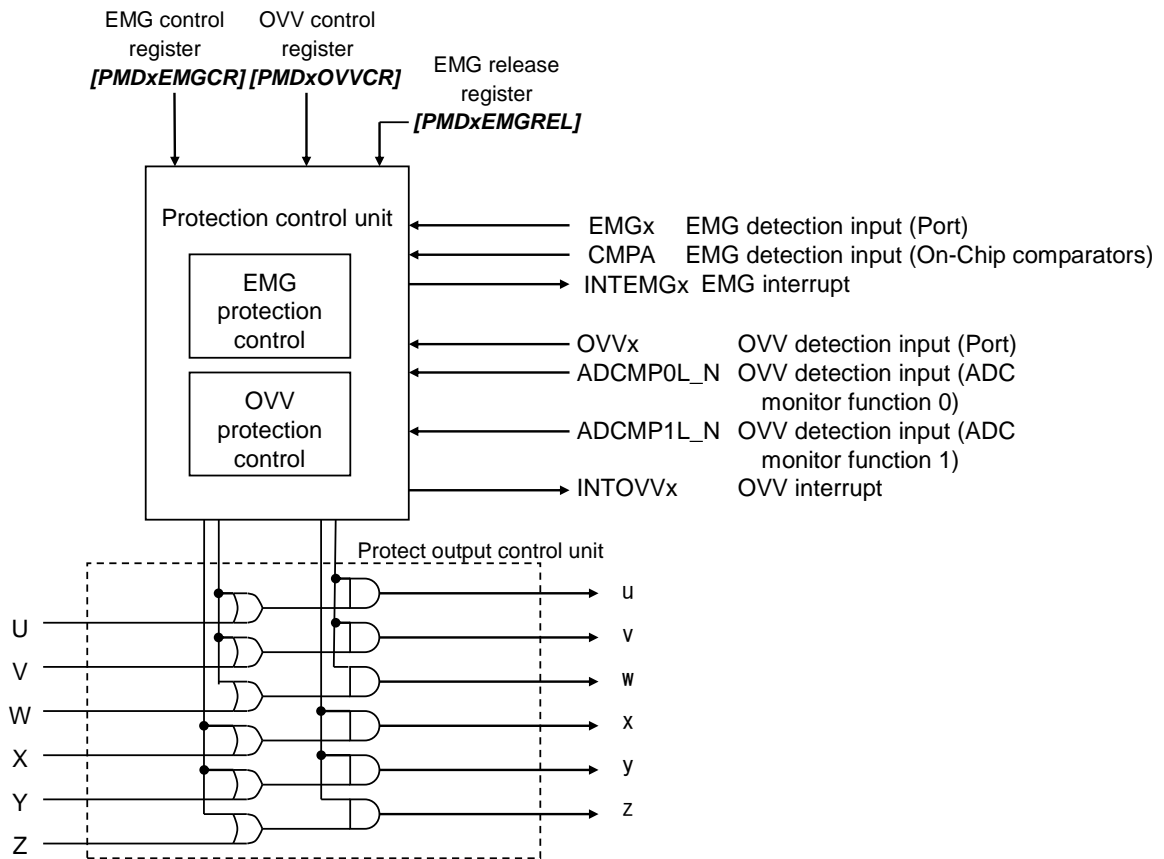 EMG control
register
[PMDxEMGCR]
OVV control
register
[PMDxOVVCR]
EMG release
register
[PMDxEMGREL]
Protection control unit
EMG
protection
control
OVV
protection
control
EMGx EMG detection input (Port)
CMPA EMG detection input (On-Chip comparators)
INTEMGx EMG interrupt
OVVx OVV detection input (Port)
ADCMP0L_N OVV detection input (ADC
monitor function 0)
ADCMP1L_N OVV detection input (ADC
monitor function 1)
INTOVVx OVV interrupt
Protect output control unit
U
V
W
X
Y
Z
u
v
w
x
y
z